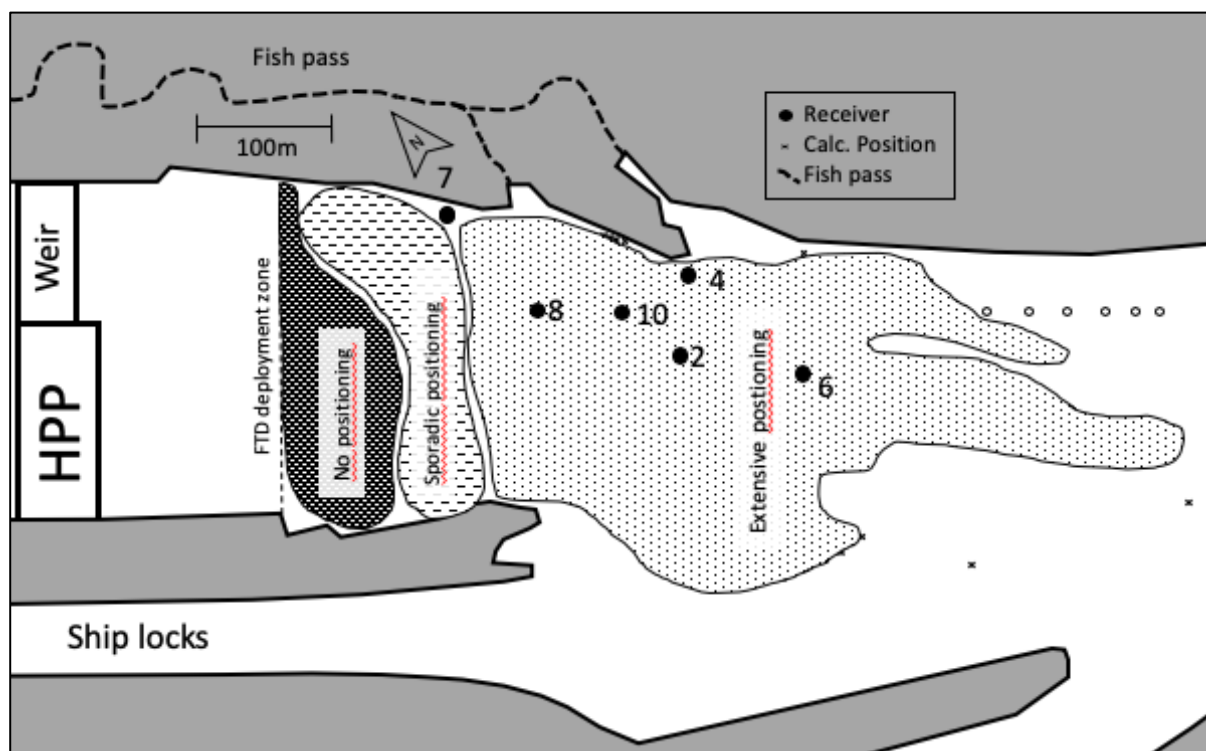 Fish pass
100m
N
7
Receiver
Calc. Position
Fish pass
Weir
HPP
FTD deployment zone
No positioning
Sporadic positioning
8
10
4
2
6
Extensive postioning
Ship locks